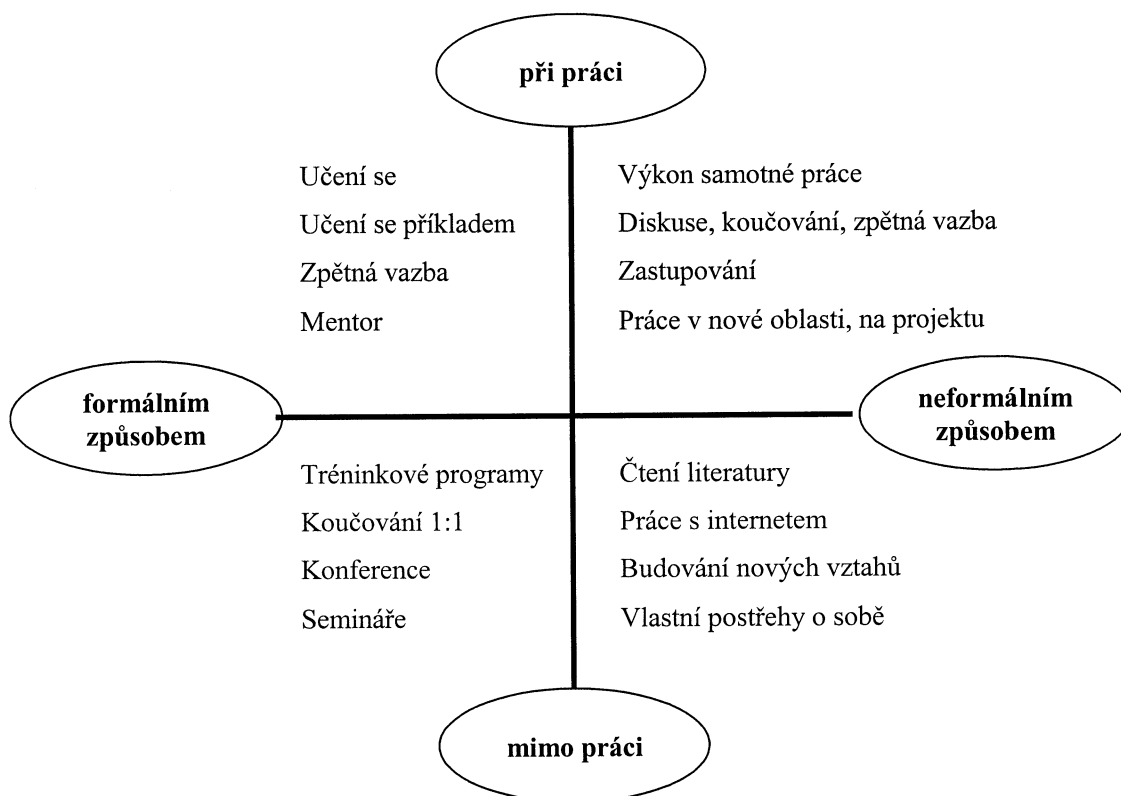 při práci
Učení se
Učení se příkladem
Zpětná vazba
Mentor
Výkon samotné práce
Diskuse, koučování, zpětná vazba
Zastupování
Práce v nové oblasti, na projektu
formálním
způsobem
neformálním
způsobem
Tréninkové programy
Koučování 1:1
Konference
Semináře
Čtení literatury
Práce s internetem
Budování nových vztahů
Vlastní postřehy o sobě
mimo práci